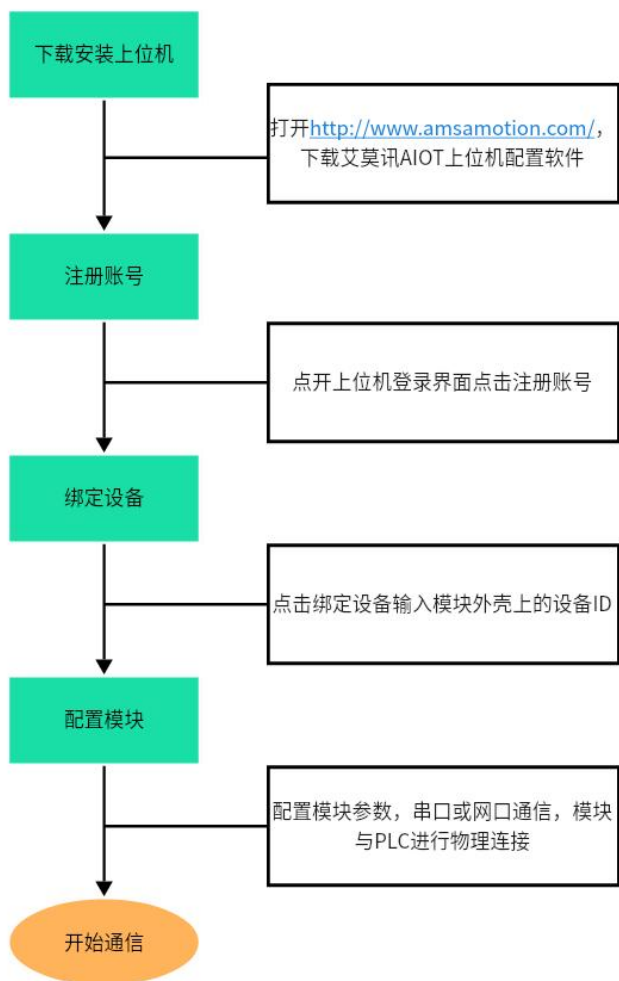 下载安装上位机
打开http://www.amsamotion.com/，
下载艾莫讯AIOT上位机配置软件
注册账号
点开上位机登录界面点击注册账号
绑定设备
点击绑定设备输入模块外壳上的设备ID
配置模块
配置模块参数，串口或网口通信，模块
与PLC进行物理连接
开始通信